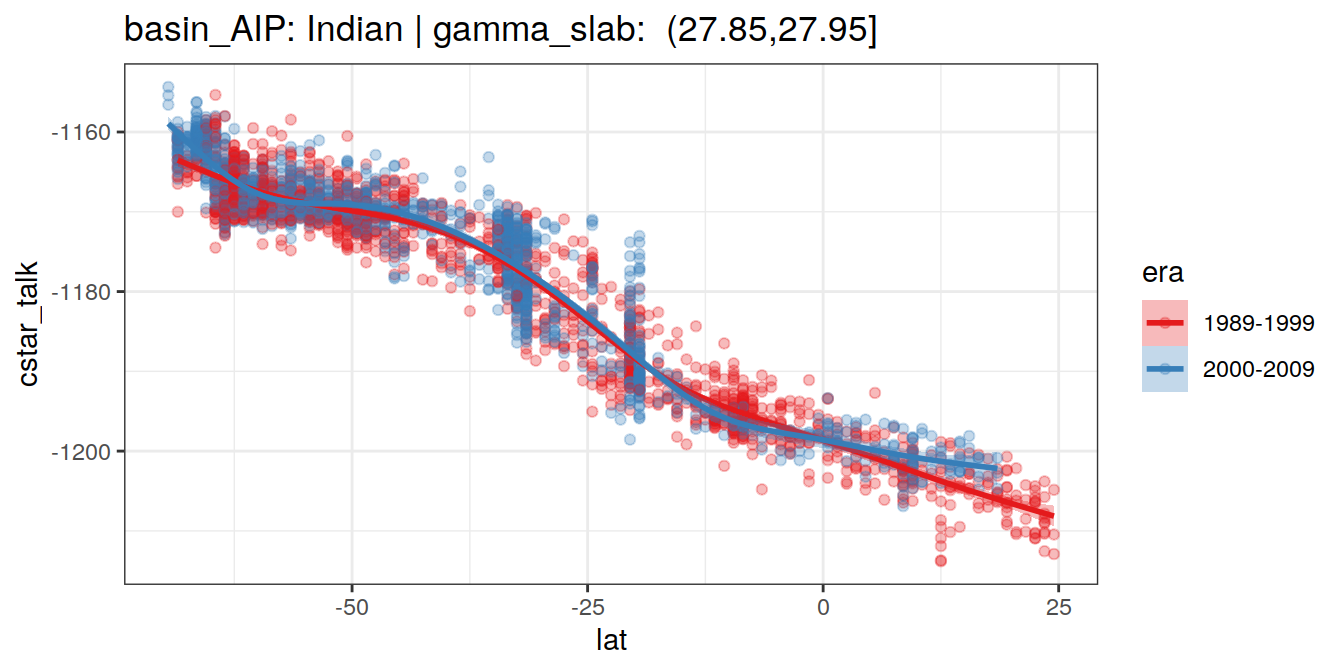 basin_AIP: Indian | gamma_slab:  (27.85,27.95]
-1160
-1180
-1200
cstar_talk
-50
-25
0
25
lat
era
1989-1999
2000-2009